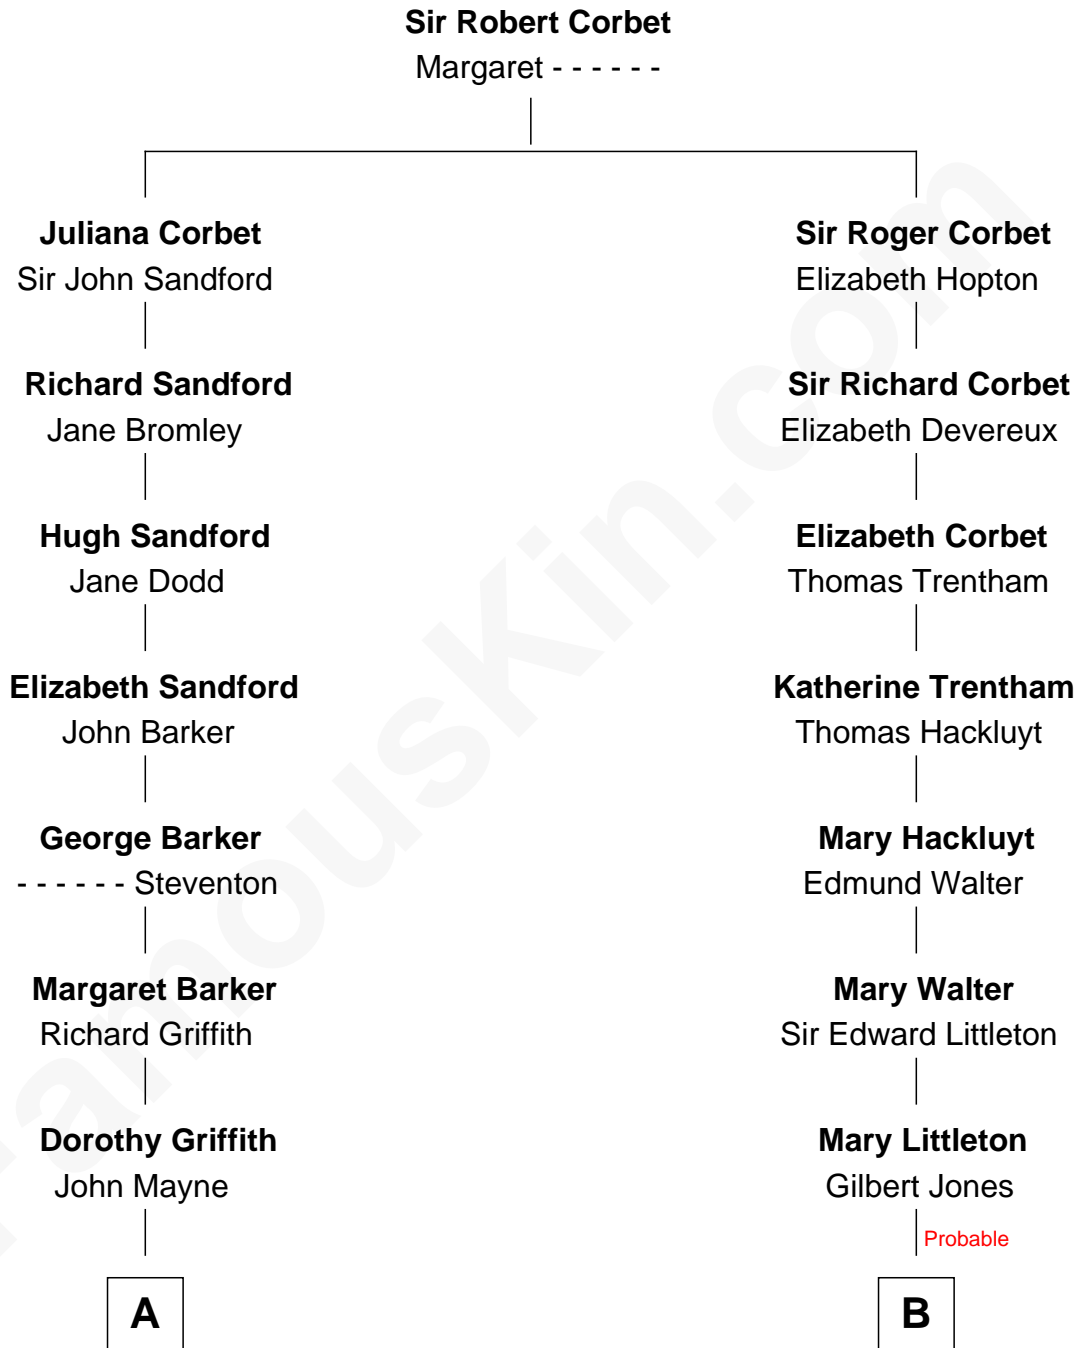 Sir Robert Corbet
Margaret - - - - - -
Juliana Corbet
Sir John Sandford
Sir Roger Corbet
Elizabeth Hopton
Richard Sandford
Jane Bromley
Sir Richard Corbet
Elizabeth Devereux
Hugh Sandford
Jane Dodd
Elizabeth Corbet
Thomas Trentham
Elizabeth Sandford
John Barker
Katherine Trentham
Thomas Hackluyt
George Barker
- - - - - - Steventon
Mary Hackluyt
Edmund Walter
Margaret Barker
Richard Griffith
Mary Walter
Sir Edward Littleton
Dorothy Griffith
John Mayne
Mary Littleton
Gilbert Jones
Probable
A
B
FamousKin.com